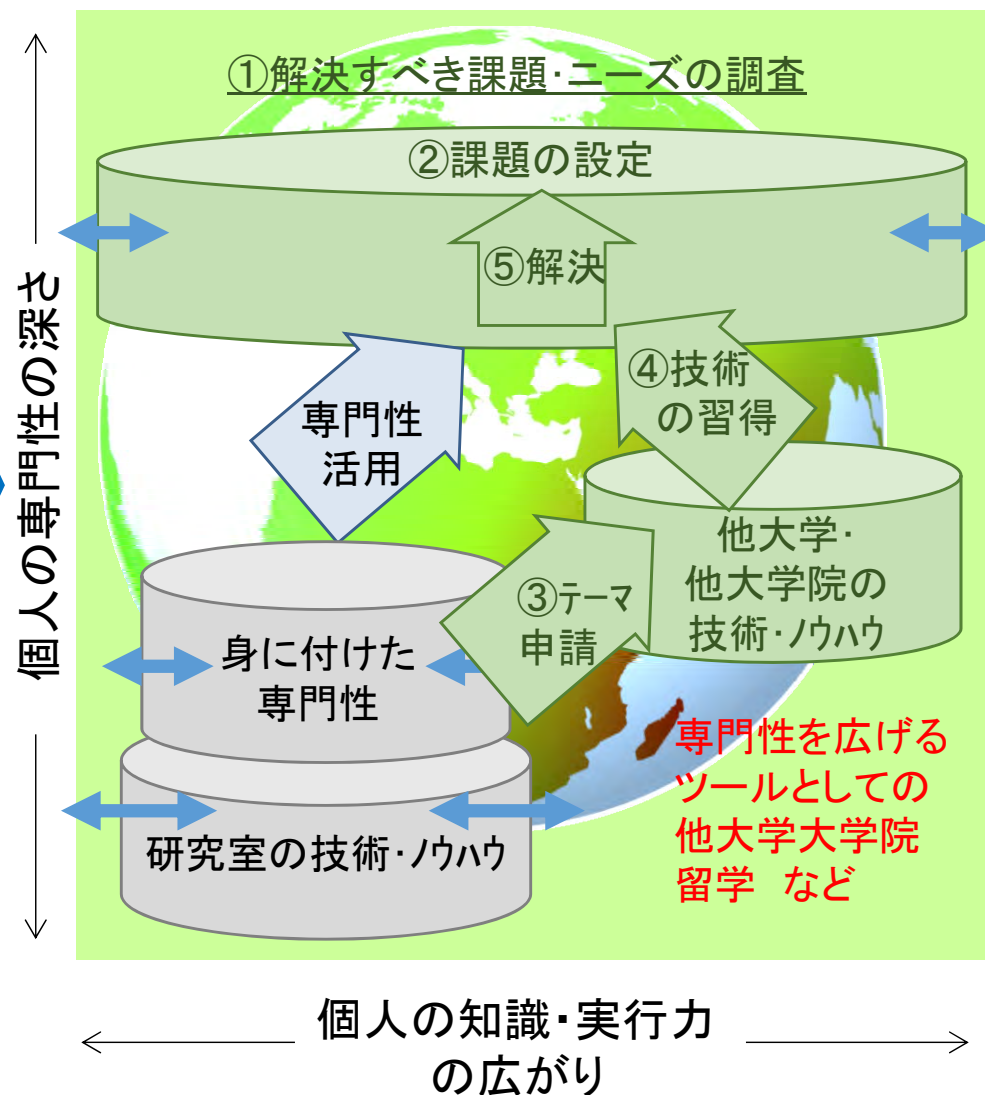 ①解決すべき課題・ニーズの調査
②課題の設定
⑤解決
④技術
の習得
専門性
活用
他大学・
他大学院の
技術・ノウハウ
③テーマ
申請
身に付けた
専門性
研究室の技術・ノウハウ
専門性を広げる
ツールとしての
他大学大学院
留学　など
個人の専門性の深さ
個人の知識・実行力
の広がり